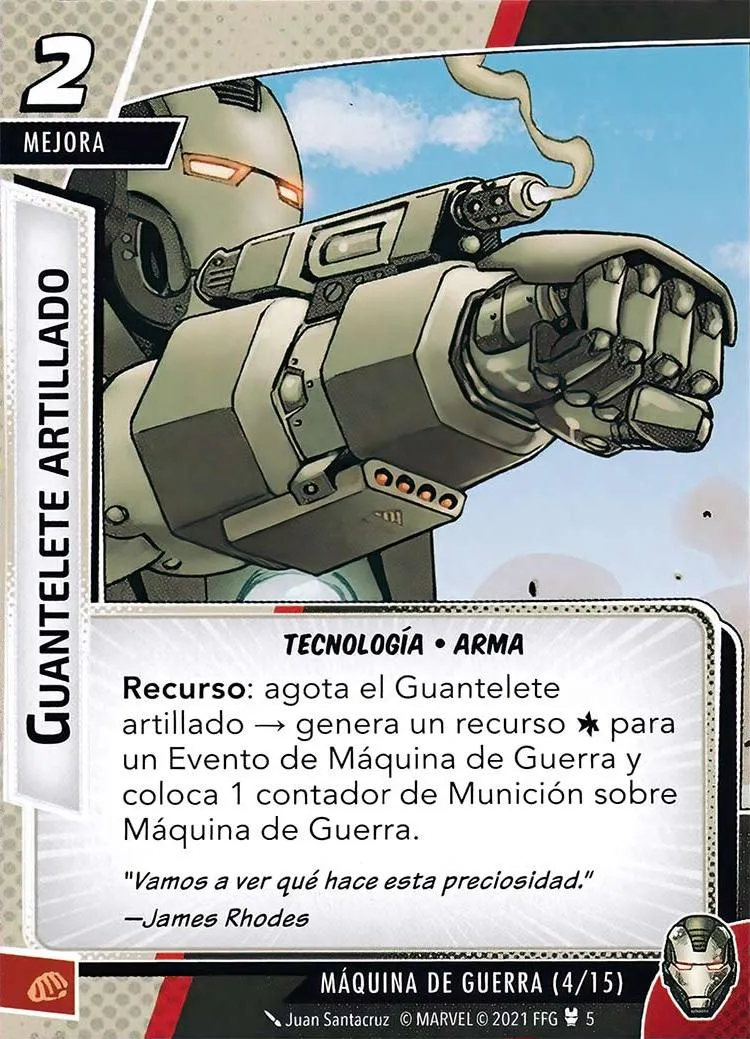 2
MEJORA
GUANTELETE ARTILLADO
TECNOLOGÍA • ARMA
Recurso: agota el Guantelete
artillado → genera un recurso ★ para
un Evento de Máquina de Guerra y
coloca 1 contador de Munición sobre
Máquina de Guerra.
"Vamos a ver qué hace esta preciosidad."
—James Rhodes
MÁQUINA DE GUERRA (4/15)
Juan Santacruz © MARVEL © 2021 FFG 5